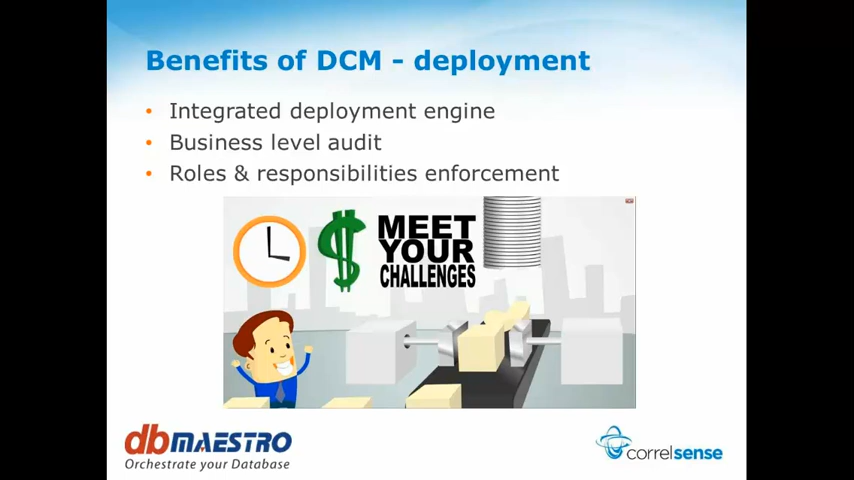 Benefits of DCM - deployment
• Integrated deployment engine
• Business level audit
• Roles & responsibilities enforcement
$ MEET
YOUR
CHALLENGES
dbMAESTRO
Orchestrate your Database
correlsense